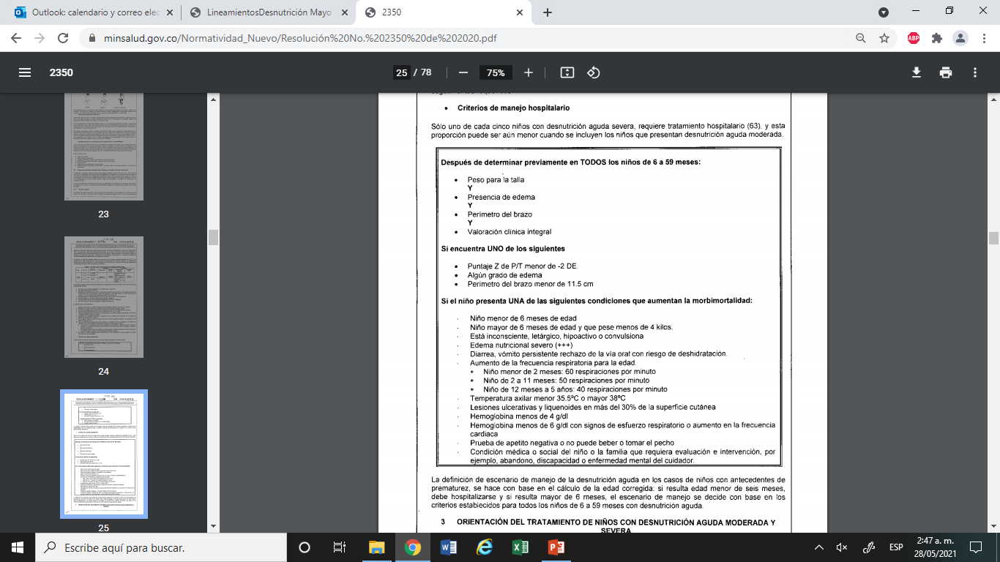 Outlook: calendario y correo elec
LineamientosDesnutrición Mayo
2350
minsalud.gov.co/Normatividad_Nuevo/Resolución%20No.%202350%20de%202020.pdf
ABP
2350
25 / 78
75%
23
24
25
• Criterios de manejo hospitalario
Sólo uno de cada cinco niños con desnutrición aguda severa, requiere tratamiento hospitalario (63), y esta
proporción puede ser aún menor cuando se incluyen los niños que presentan desnutrición aguda moderada.
Después de determinar previamente en TODOS los niños de 6 a 59 meses:
• Peso para la talla
Y
• Presencia de edema
Y
• Perímetro del brazo
Y
• Valoración clínica integral
Si encuentra UNO de los siguientes
• Puntaje Z de P/T menor de -2 DE.
• Algún grado de edema
• Perímetro del brazo menor de 11.5 cm
Si el niño presenta UNA de las siguientes condiciones que aumentan la morbimortalidad:
· Niño menor de 6 meses de edad
· Niño mayor de 6 meses de edad y que pese menos de 4 kilos.
· Está inconsciente, letárgico, hipoactivo o convulsiona
· Edema nutricional severo (+++)
· Diarrea, vómito persistente rechazo de la vía oral con riesgo de deshidratación.
· Aumento de la frecuencia respiratoria para la edad.
* Niño menor de 2 meses: 60 respiraciones por minuto
* Niño de 2 a 11 meses: 50 respiraciones por minuto
* Niño de 12 meses a 5 años: 40 respiraciones por minuto
· Temperatura axilar menor 35.5ºC o mayor 38ºC
· Lesiones ulcerativas y liquenoides en más del 30% de la superficie cutánea
· Hemoglobina menos de 4 g/dl
· Hemoglobina menos de 6 g/dl con signos de esfuerzo respiratorio o aumento en la frecuencia
cardiaca
· Prueba de apetito negativa o no puede beber o tomar el pecho
· Condición médica o social del niño o la familia que requiera evaluación e intervención, por
ejemplo, abandono, discapacidad o enfermedad mental del cuidador.
La definición de escenario de manejo de la desnutrición aguda en los casos de niños con antecedentes de
prematurez, se hace con base en el cálculo de la edad corregida: si resulta edad menor de seis meses,
debe hospitalizarse y si resulta mayor de 6 meses, el escenario de manejo se decide con base en los
criterios establecidos para todos los niños de 6 a 59 meses con desnutrición aguda.
3 ORIENTACIÓN DEL TRATAMIENTO DE NIÑOS CON DESNUTRICIÓN AGUDA MODERADA Y
SEVERA
Escribe aquí para buscar.
ESP
2:47 a. m.
28/05/2021